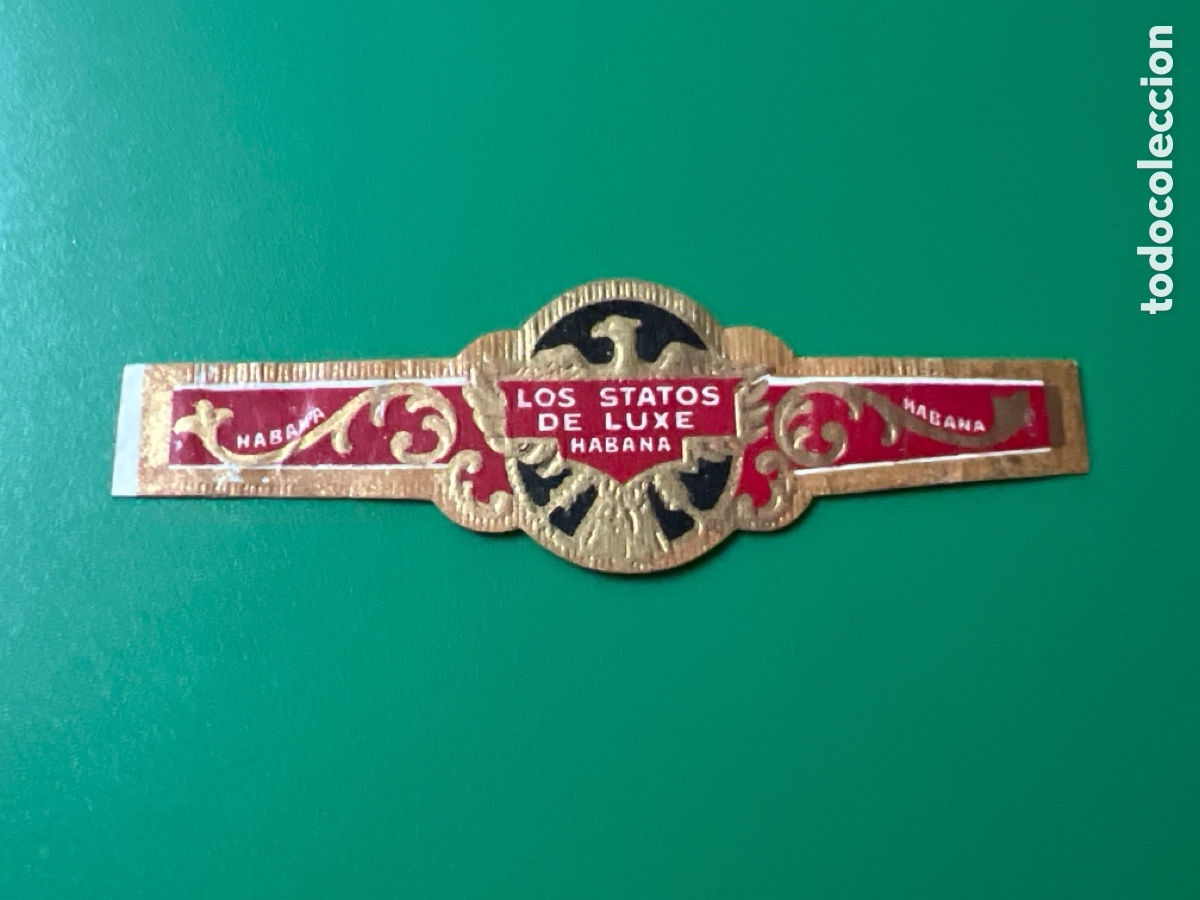 LOS STATOS
DE LUXE
HABANA
HABANA
HABANA
todocoleccion